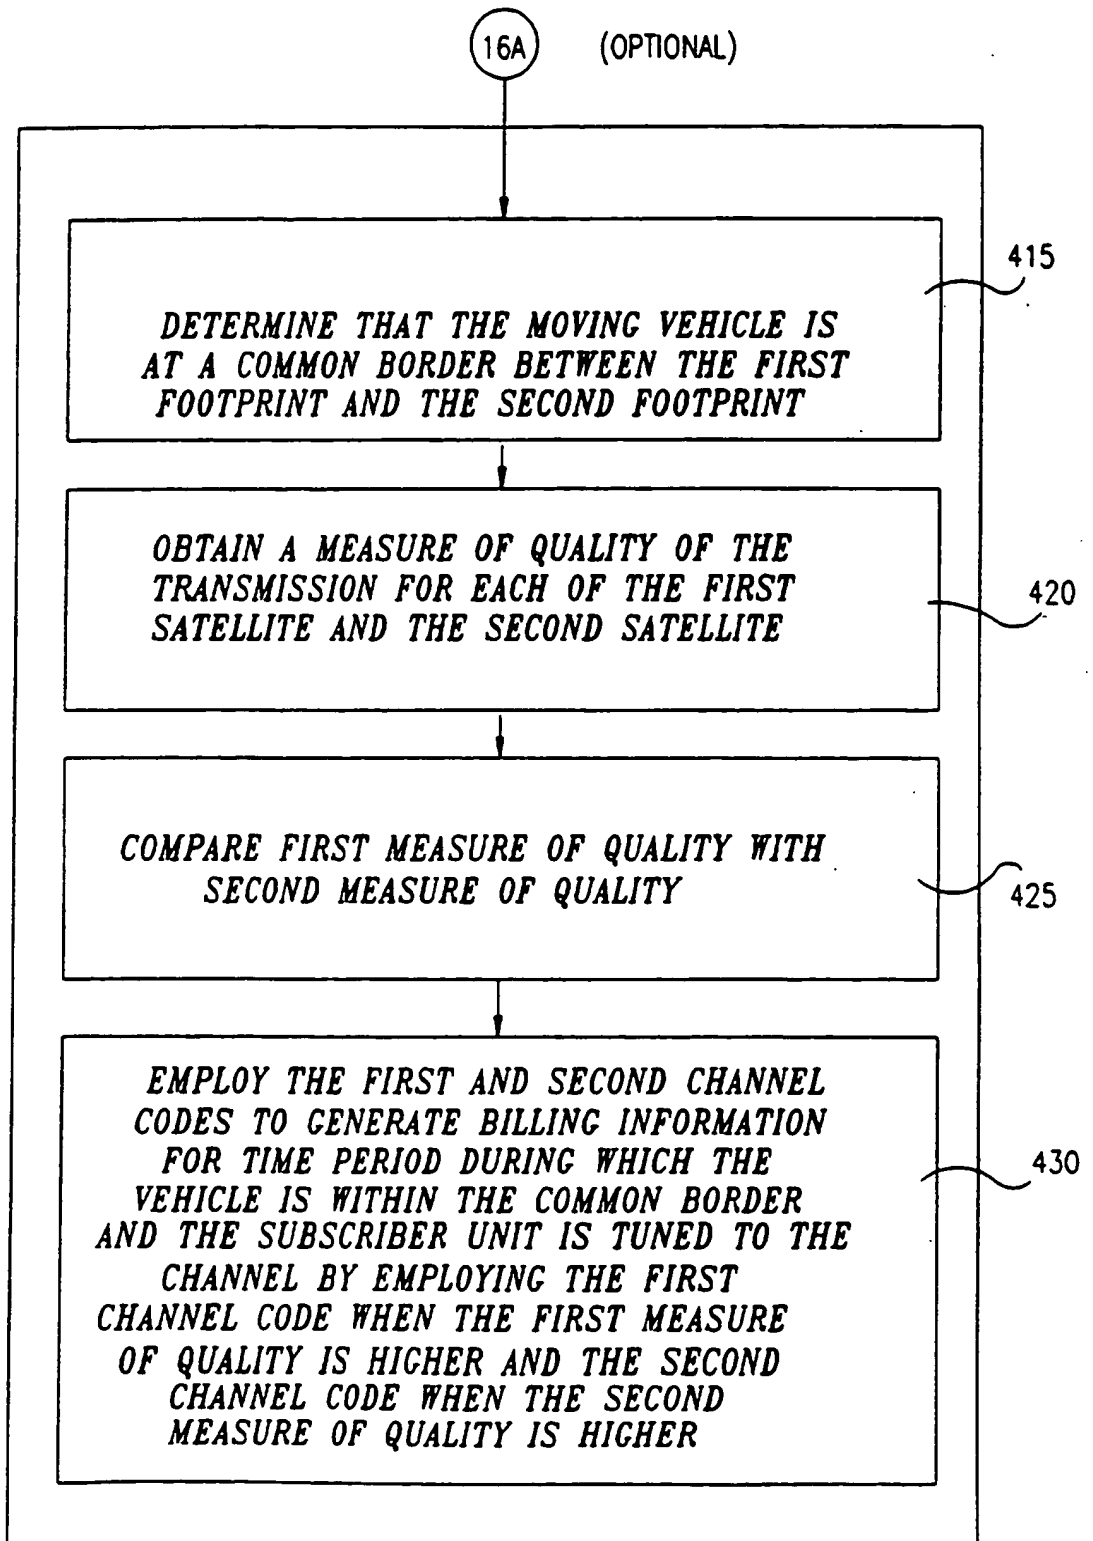 16A (OPTIONAL)
415
DETERMINE THAT THE MOVING VEHICLE IS
AT A COMMON BORDER BETWEEN THE FIRST
FOOTPRINT AND THE SECOND FOOTPRINT
OBTAIN A MEASURE OF QUALITY OF THE
TRANSMISSION FOR EACH OF THE FIRST
SATELLITE AND THE SECOND SATELLITE
420
COMPARE FIRST MEASURE OF QUALITY WITH
SECOND MEASURE OF QUALITY
425
EMPLOY THE FIRST AND SECOND CHANNEL
CODES TO GENERATE BILLING INFORMATION
FOR TIME PERIOD DURING WHICH THE
VEHICLE IS WITHIN THE COMMON BORDER
AND THE SUBSCRIBER UNIT IS TUNED TO THE
CHANNEL BY EMPLOYING THE FIRST
CHANNEL CODE WHEN THE FIRST MEASURE
OF QUALITY IS HIGHER AND THE SECOND
CHANNEL CODE WHEN THE SECOND
MEASURE OF QUALITY IS HIGHER
430